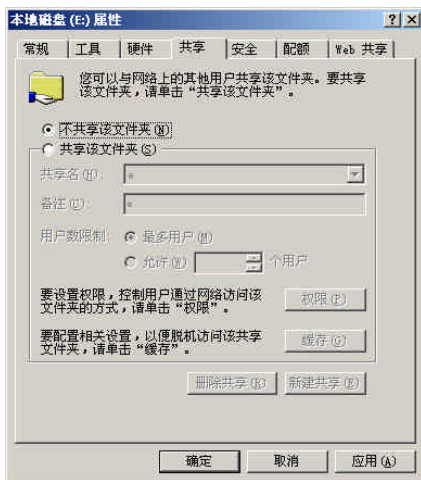 本地磁盘 (E:) 属性
常规 工具 硬件 共享 安全 配额 Web 共享
您可以与网络上的其他用户共享该文件夹。要共享
该文件夹，请单击“共享该文件夹”。
不共享该文件夹(N)
共享该文件夹(S)
共享名(H):
备注(C):
用户数限制: 最多用户(M)
允许(W) 个用户
要设置权限，控制用户通过网络访问该
文件夹的方式，请单击“权限”。
权限(P)
要配置相关设置，以便脱机访问该共享
文件夹，请单击“缓存”。
缓存(G)
删除共享(R) 新建共享(E)
确定 取消 应用(A)